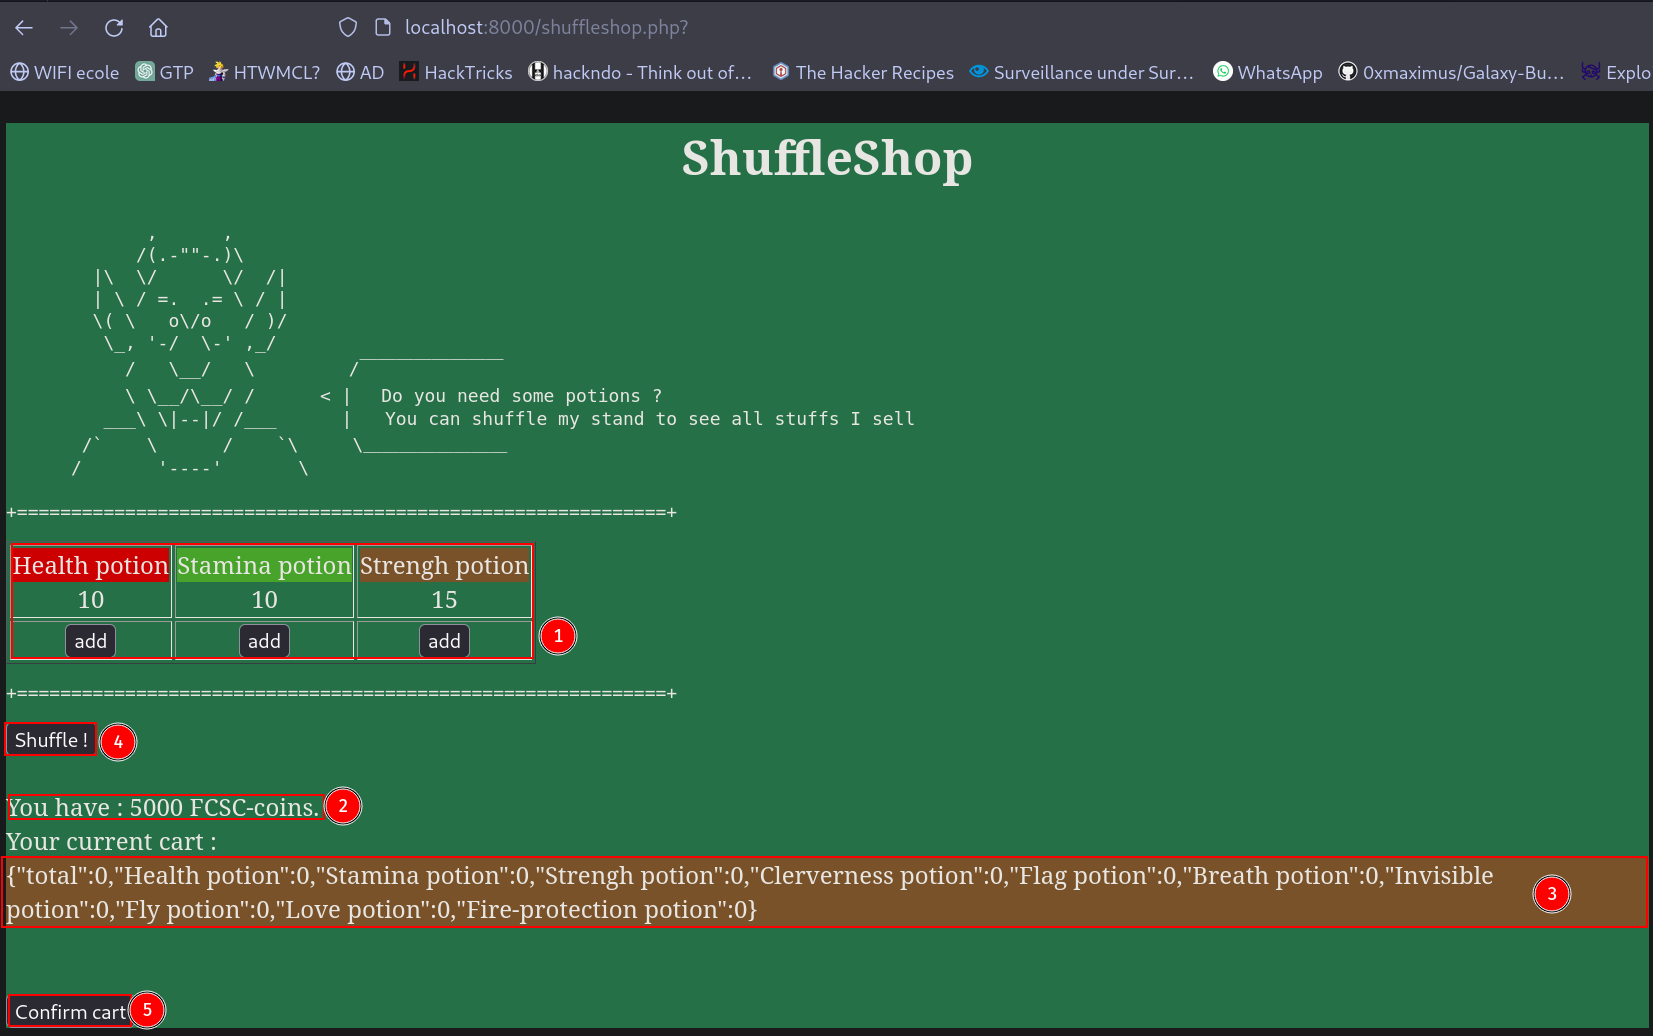 localhost:8000/shuffleshop.php?
WIFI ecole GTP HTWMCL? AD HackTricks hackndo - Think out of… The Hacker Recipes Surveillance under Sur… WhatsApp 0xmaximus/Galaxy-Bu… Explo
ShuffleShop
Do you need some potions ?
You can shuffle my stand to see all stuffs I sell
+============================================================+
Health potion Stamina potion Strengh potion
10 10 15
add add add
1
+============================================================+
Shuffle !
4
You have : 5000 FCSC-coins.
2
Your current cart :
{"total":0,"Health potion":0,"Stamina potion":0,"Strengh potion":0,"Clerverness potion":0,"Flag potion":0,"Breath potion":0,"Invisible
potion":0,"Fly potion":0,"Love potion":0,"Fire-protection potion":0}
3
Confirm cart
5